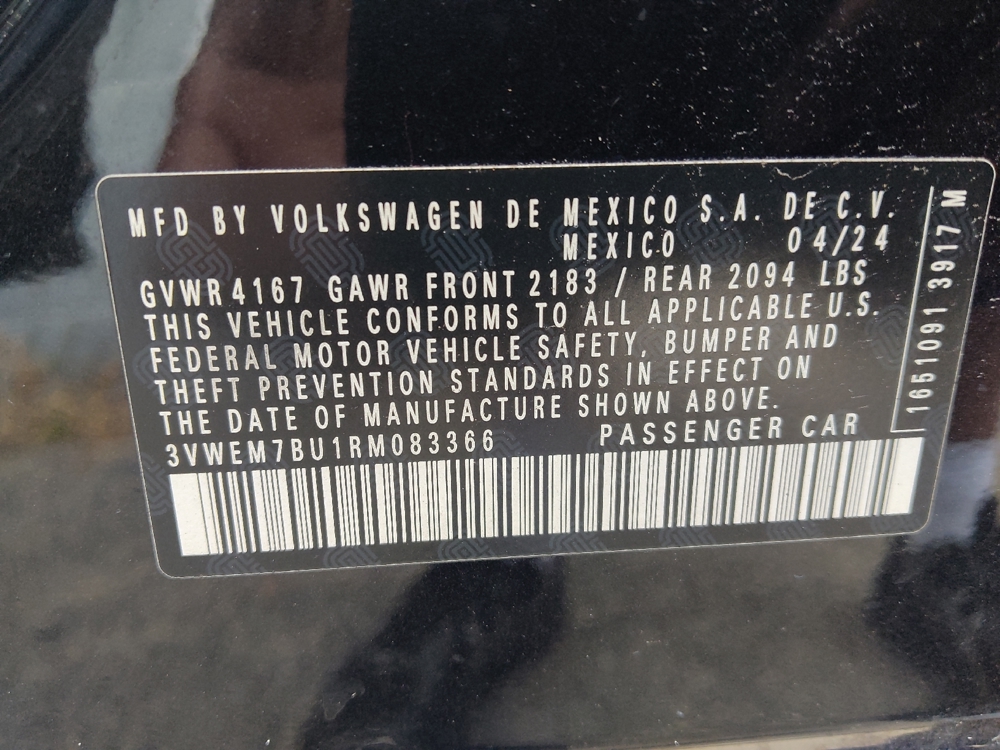 MFD BY VOLKSWAGEN DE MEXICO S.A. DE C.V.
MEXICO 04/24
GVWR 4167 GAWR FRONT 2183 / REAR 2094 LBS
THIS VEHICLE CONFORMS TO ALL APPLICABLE U.S.
FEDERAL MOTOR VEHICLE SAFETY, BUMPER AND
THEFT PREVENTION STANDARDS IN EFFECT ON
THE DATE OF MANUFACTURE SHOWN ABOVE.
3VWEM7BU1RM083366 PASSENGER CAR
1651091 3917 M